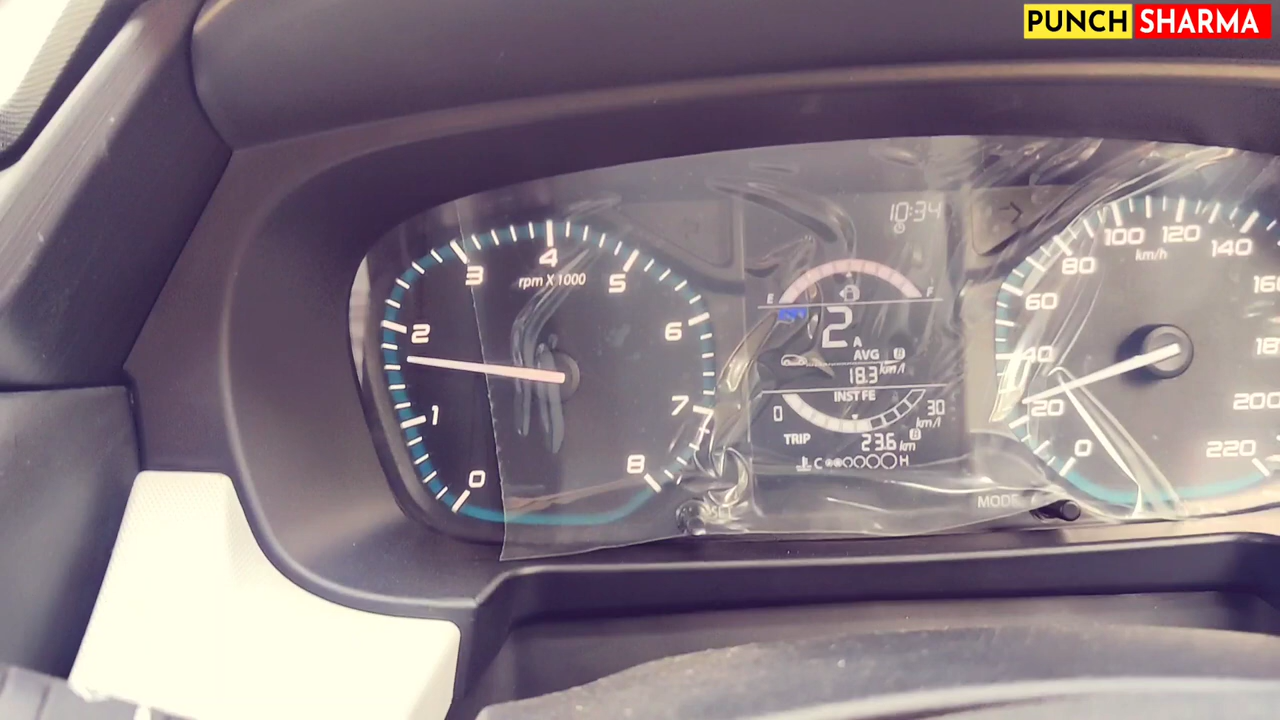 PUNCH SHARMA
10:34
0
1
2
3
4
5
6
7
8
rpm X 1000
E F
2 A
AVG B
18.3 km/l
INST FE
0 30
km/l
TRIP B
23.6 km
C H
SET
MODE
0
20
40
60
80
100
120
140
200
220
km/h